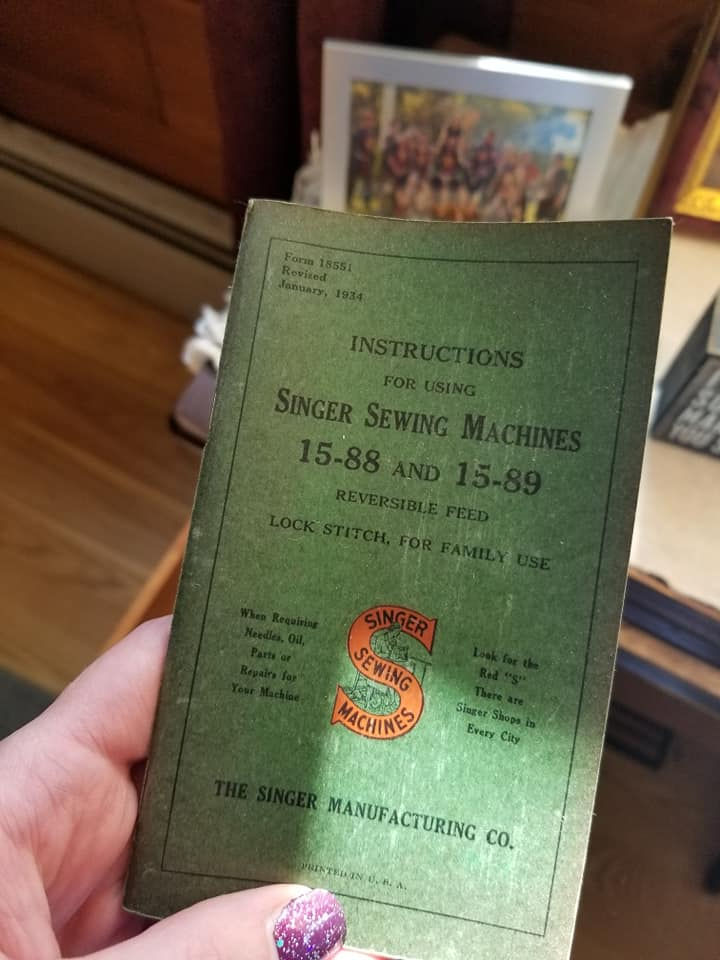 Form 18551
Revised
January, 1934
INSTRUCTIONS
FOR USING
SINGER SEWING MACHINES
15-88 AND 15-89
REVERSIBLE FEED
LOCK STITCH, FOR FAMILY USE
When Requiring
Needles, Oil,
Parts or
Repairs for
Your Machine
SINGER
SEWING
MACHINES
Look for the
Red "S"
There are
Singer Shops in
Every City
THE SINGER MANUFACTURING CO.
PRINTED IN U. S. A.